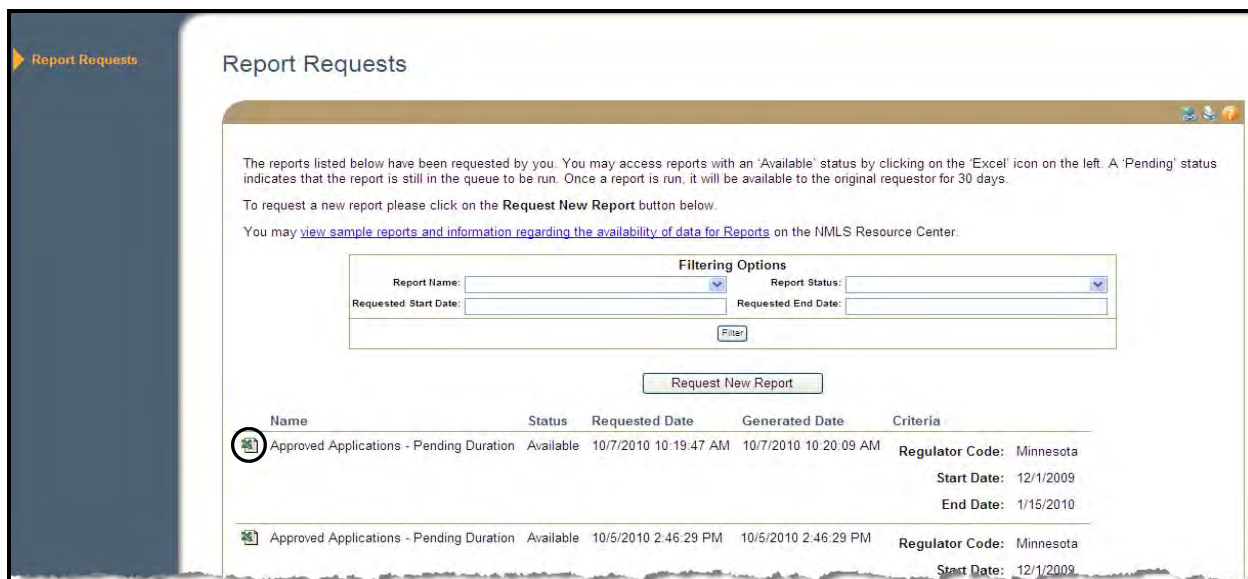 Report Requests
Report Requests
The reports listed below have been requested by you. You may access reports with an 'Available' status by clicking on the 'Excel' icon on the left. A 'Pending' status
indicates that the report is still in the queue to be run. Once a report is run, it will be available to the original requestor for 30 days.
To request a new report please click on the Request New Report button below.
You may view sample reports and information regarding the availability of data for Reports on the NMLS Resource Center.
Filtering Options
Report Name: Report Status:
Requested Start Date: Requested End Date:
Filter
Request New Report
Name Status Requested Date Generated Date Criteria
Approved Applications - Pending Duration Available 10/7/2010 10:19:47 AM 10/7/2010 10:20:09 AM Regulator Code: Minnesota
Start Date: 12/1/2009
End Date: 1/15/2010
Approved Applications - Pending Duration Available 10/5/2010 2:46:29 PM 10/5/2010 2:46:29 PM Regulator Code: Minnesota
Start Date: 12/1/2009